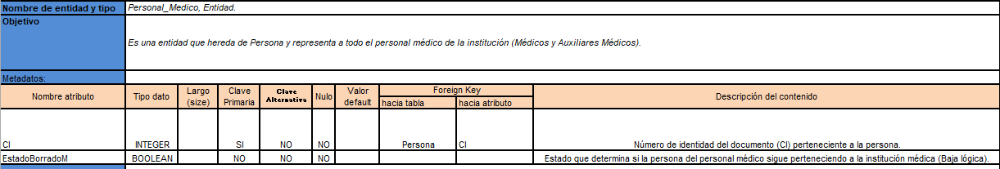 Nombre de entidad y tipo Personal_Medico, Entidad.
Objetivo
Es una entidad que hereda de Persona y representa a todo el personal médico de la institución (Médicos y Auxiliares Médicos).
Metadatos:
Nombre atributo Tipo dato Largo (size) Clave Primaria Clave Alternativa Nulo Valor default Foreign Key Descripción del contenido
hacia tabla hacia atributo
CI INTEGER SI NO NO Persona CI Número de identidad del documento (CI) perteneciente a la persona.
EstadoBorradoM BOOLEAN NO NO NO Estado que determina si la persona del personal médico sigue perteneciendo a la institución médica (Baja lógica).